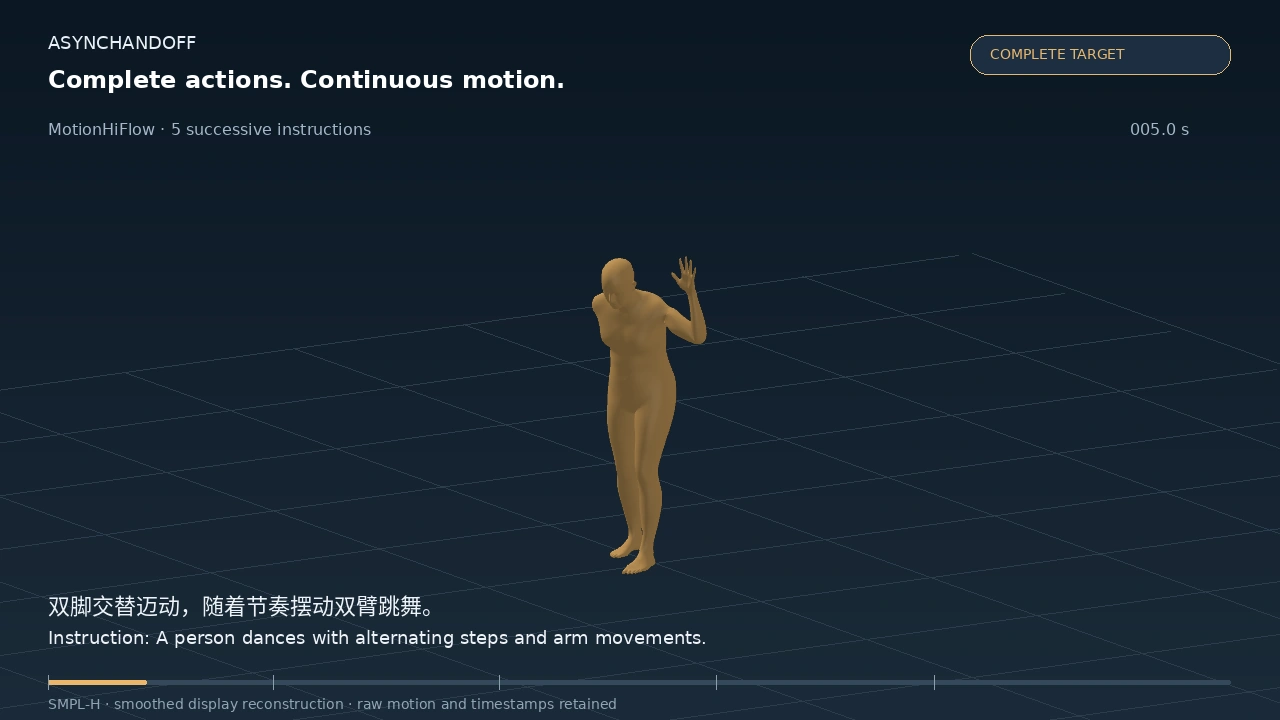 ASYNCHANDOFF
Complete actions. Continuous motion.
COMPLETE TARGET
MotionHiFlow · 5 successive instructions
005.0 s
双脚交替迈动，随着节奏摆动双臂跳舞。
Instruction: A person dances with alternating steps and arm movements.
SMPL-H · smoothed display reconstruction · raw motion and timestamps retained